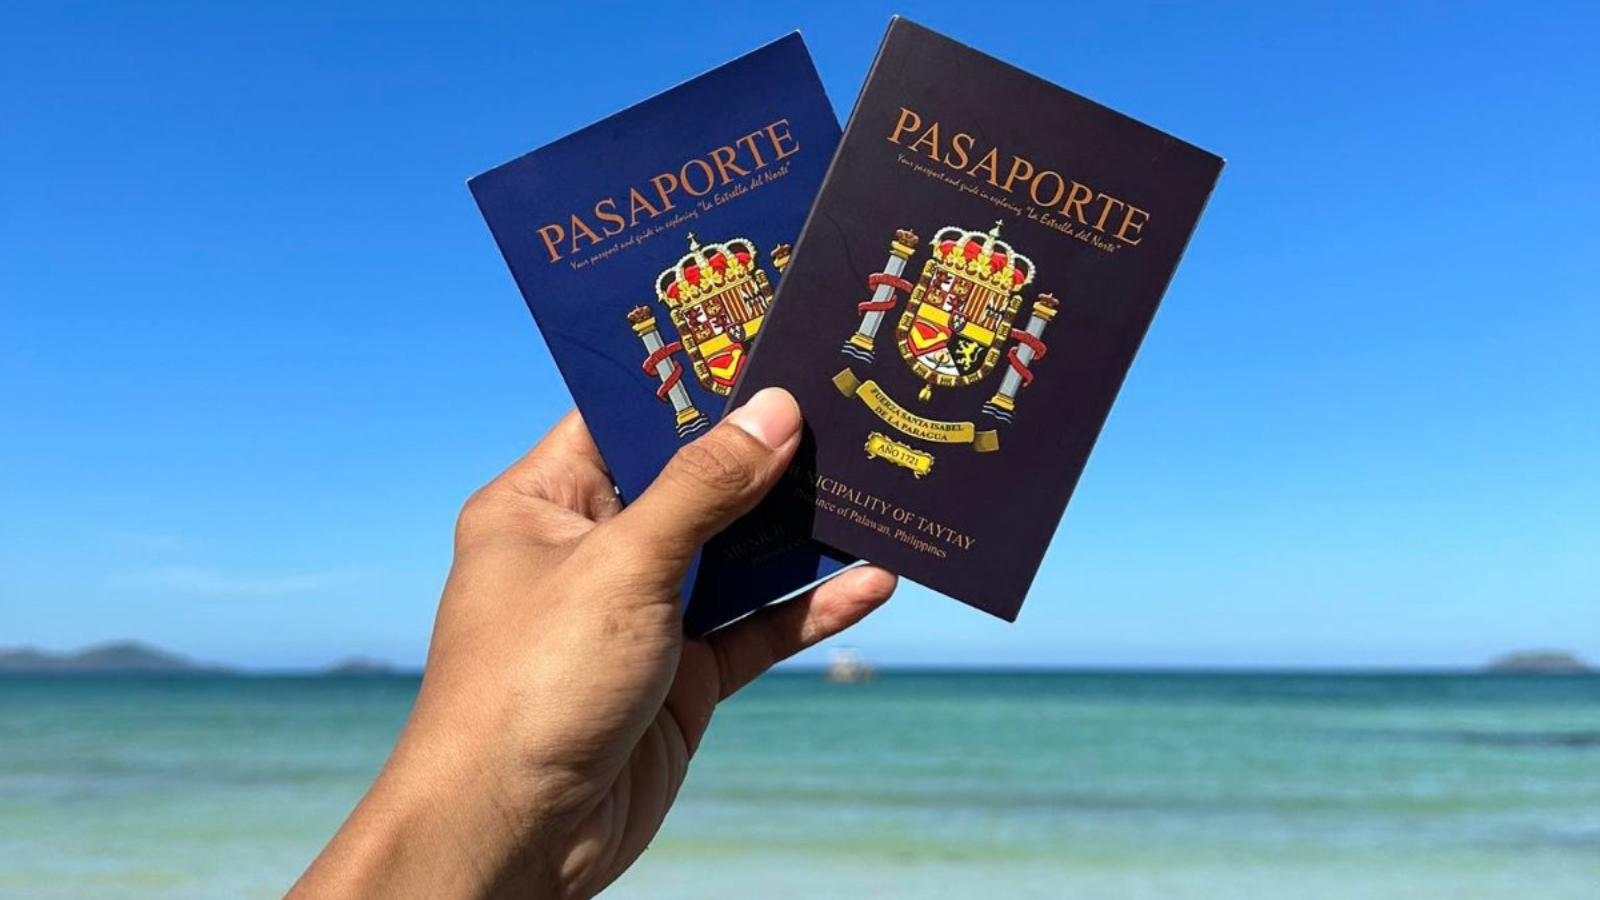 PASAPORTE
Your passport and guide in exploring "La Estrella del Norte"
PASAPORTE
Your passport and guide in exploring "La Estrella del Norte"
FUERZA SANTA ISABEL
DE LA PARAGUA
AÑO 1721
MUNICIPALITY OF TAYTAY
Province of Palawan, Philippines